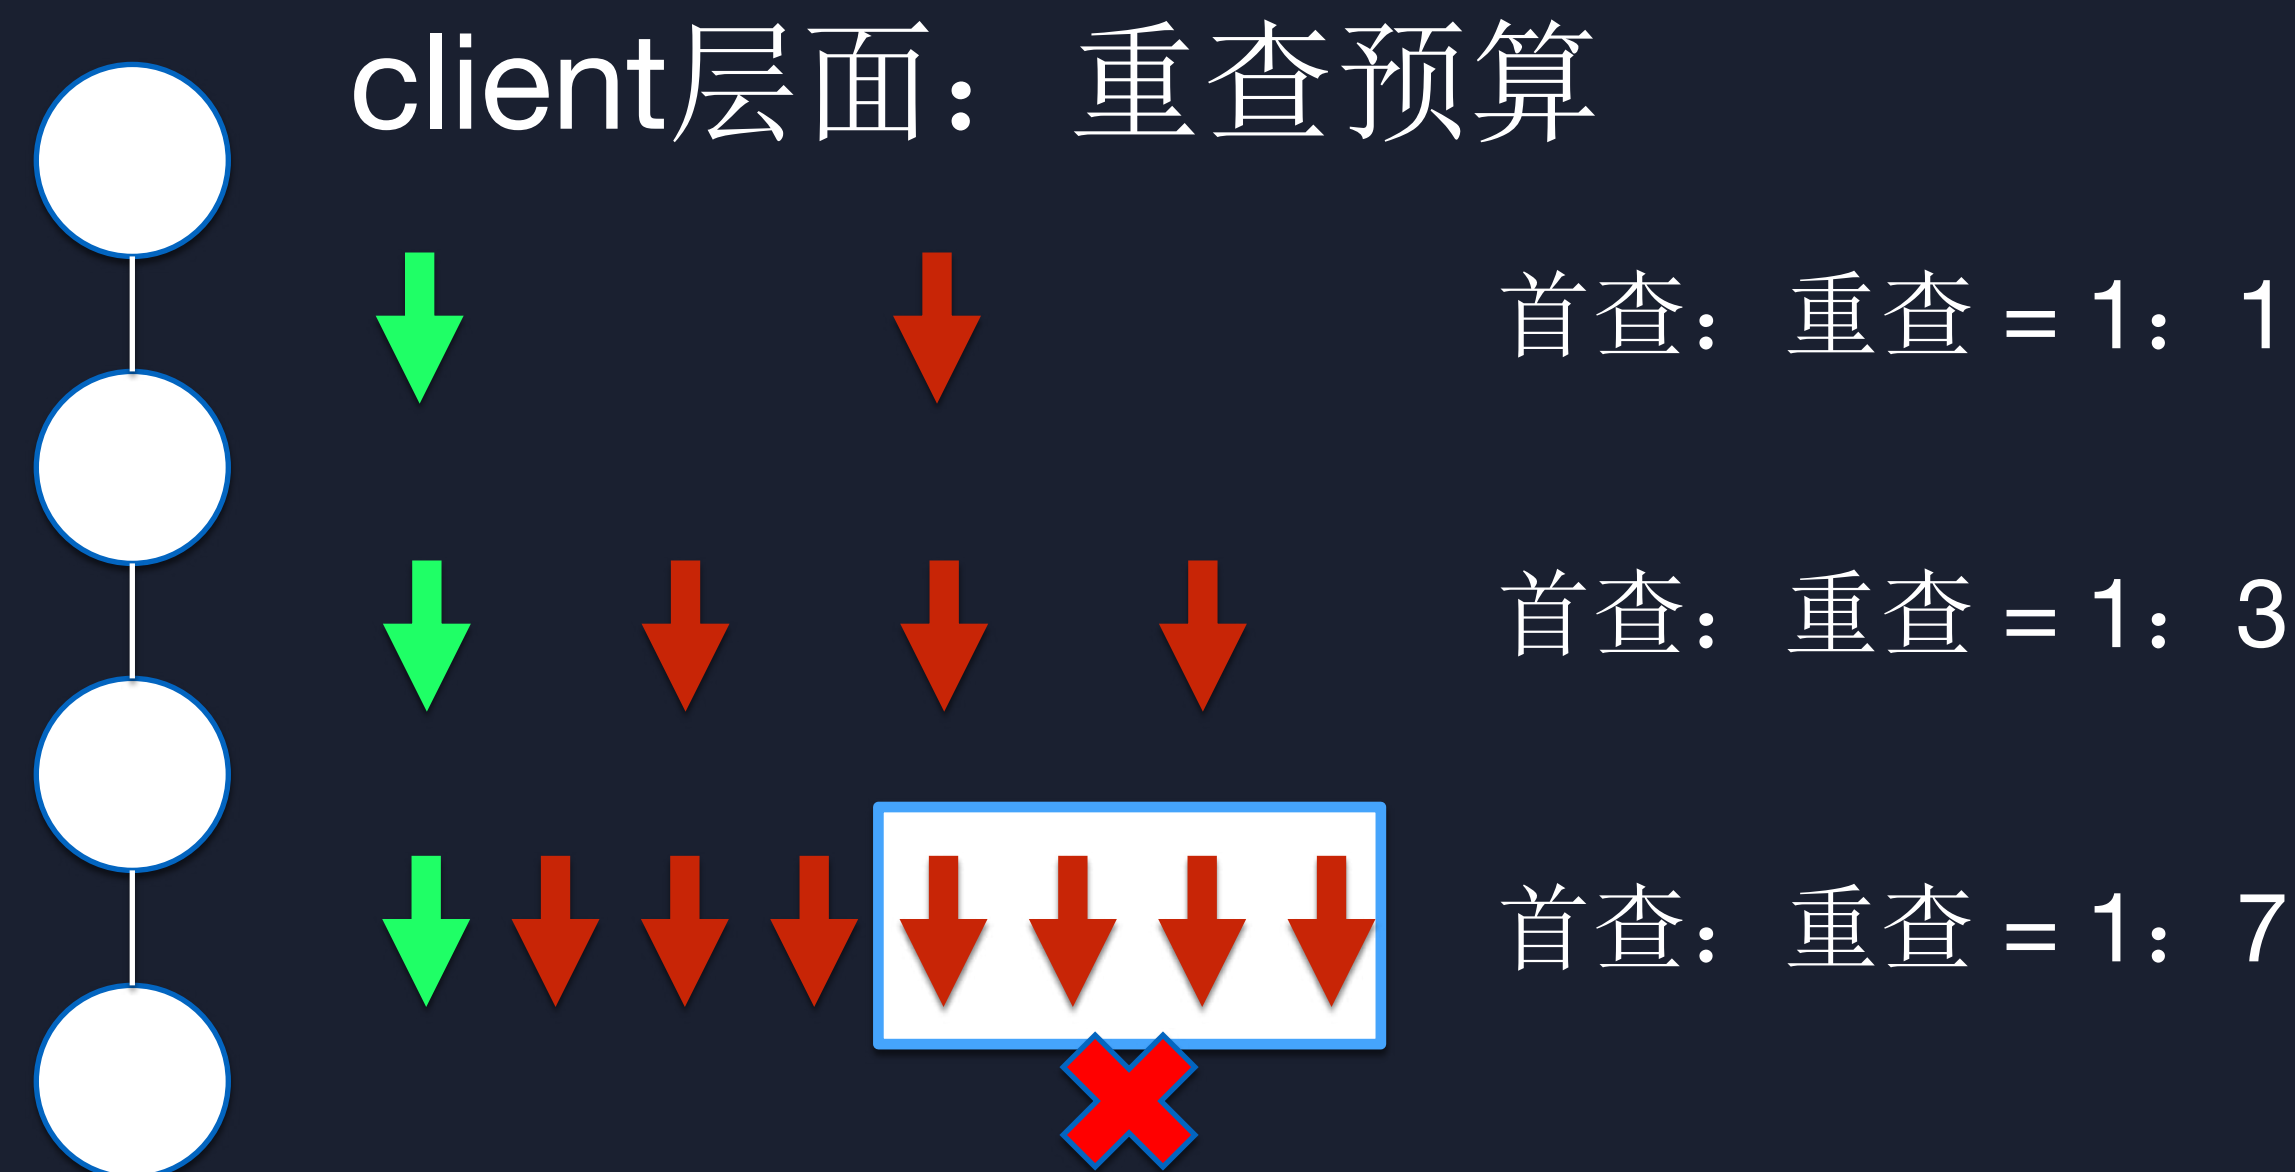 client层面：重查预算
首查：重查 = 1：1
首查：重查 = 1：3
首查：重查 = 1：7